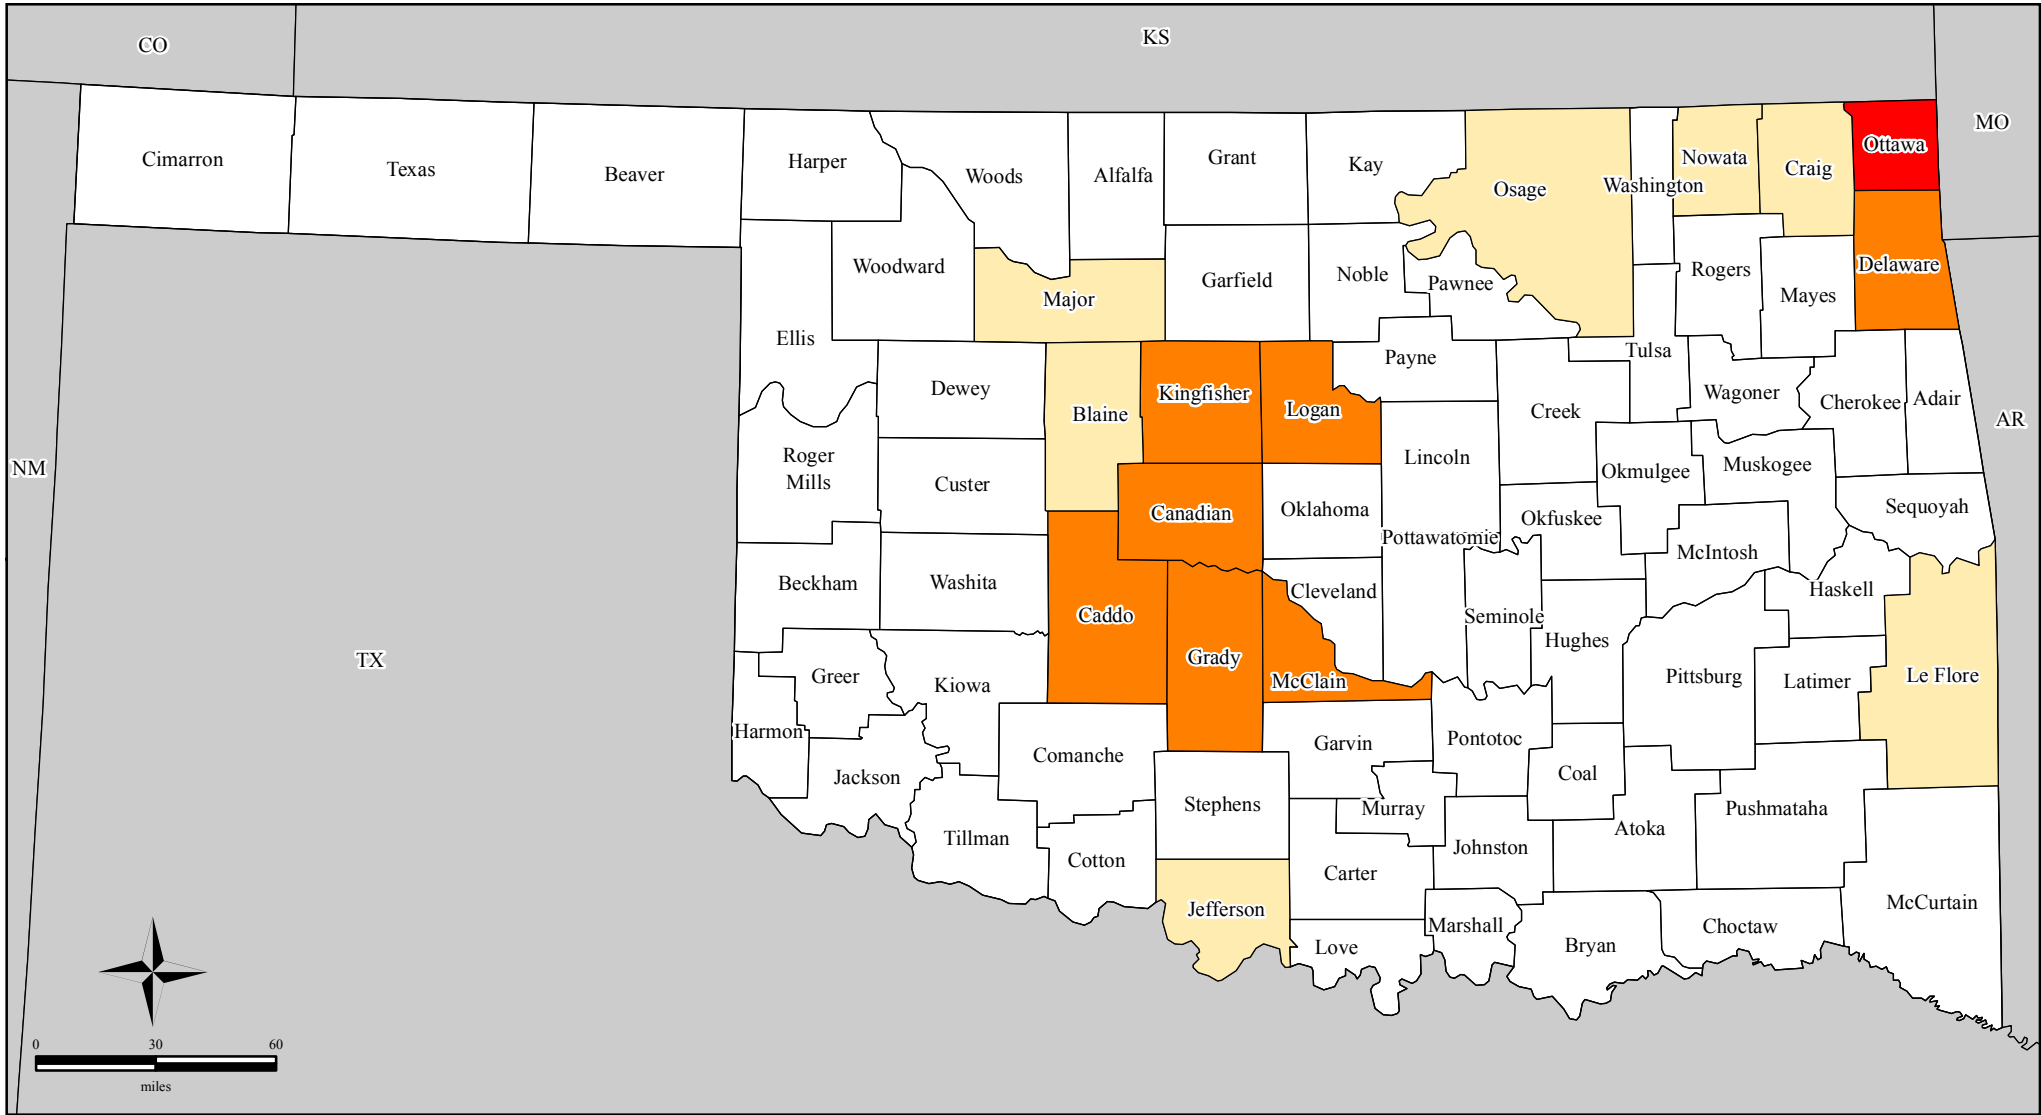 CO
KS
MO
Cimarron
Texas
Beaver
Harper
Woods
Alfalfa
Grant
Kay
Osage
Washington
Nowata
Craig
Ottawa
Woodward
Major
Garfield
Noble
Pawnee
Rogers
Mayes
Delaware
Ellis
Dewey
Blaine
Kingfisher
Logan
Payne
Creek
Tulsa
Wagoner
Cherokee
Adair
AR
NM
Roger
Mills
Custer
Canadian
Oklahoma
Lincoln
Okmulgee
Muskogee
Sequoyah
Okfuskee
Pottawatomie
McIntosh
Beckham
Washita
Caddo
Cleveland
Seminole
Hughes
Haskell
TX
Greer
Kiowa
Grady
McClain
Pittsburg
Latimer
Le Flore
Harmon
Jackson
Comanche
Garvin
Pontotoc
Coal
Tillman
Stephens
Murray
Atoka
Pushmataha
Cotton
Carter
Johnston
McCurtain
Jefferson
Love
Marshall
Bryan
Choctaw
0
30
60
miles